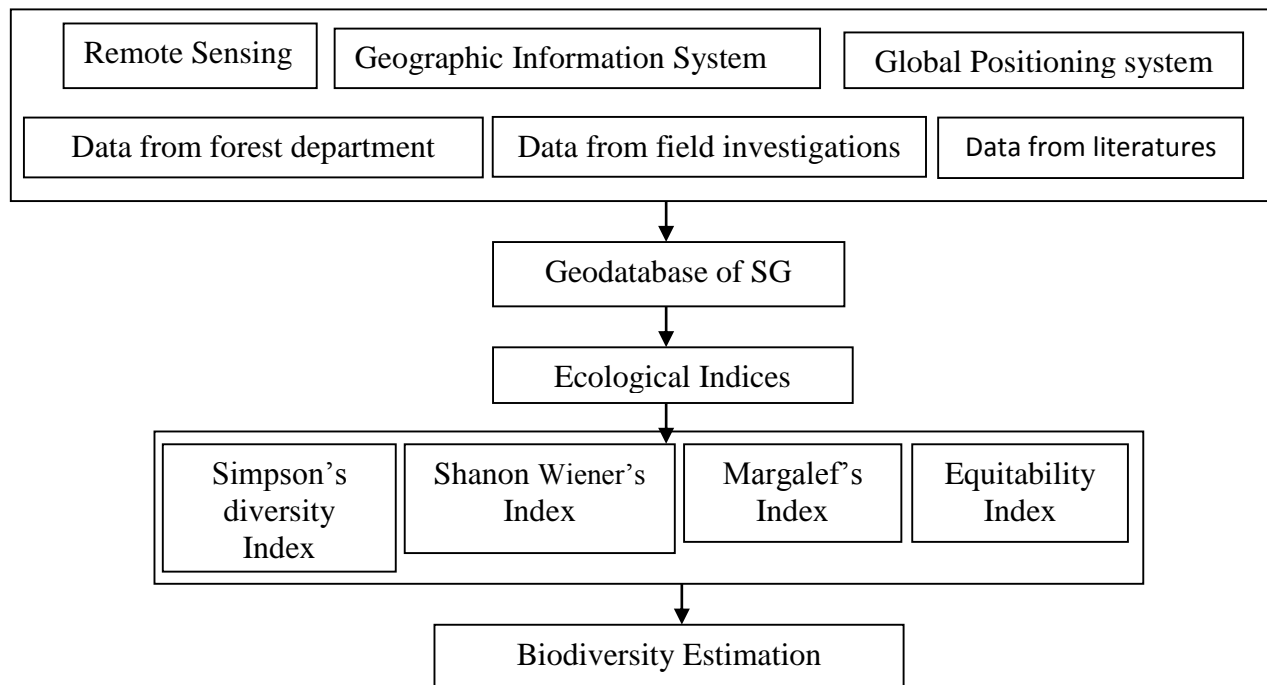 Remote Sensing
Geographic Information System
Global Positioning system
Data from forest department
Data from field investigations
Data from literatures
Geodatabase of SG
Ecological Indices
Simpson’s
diversity
Index
Shanon Wiener’s
Index
Margalef’s
Index
Equitability
Index
Biodiversity Estimation